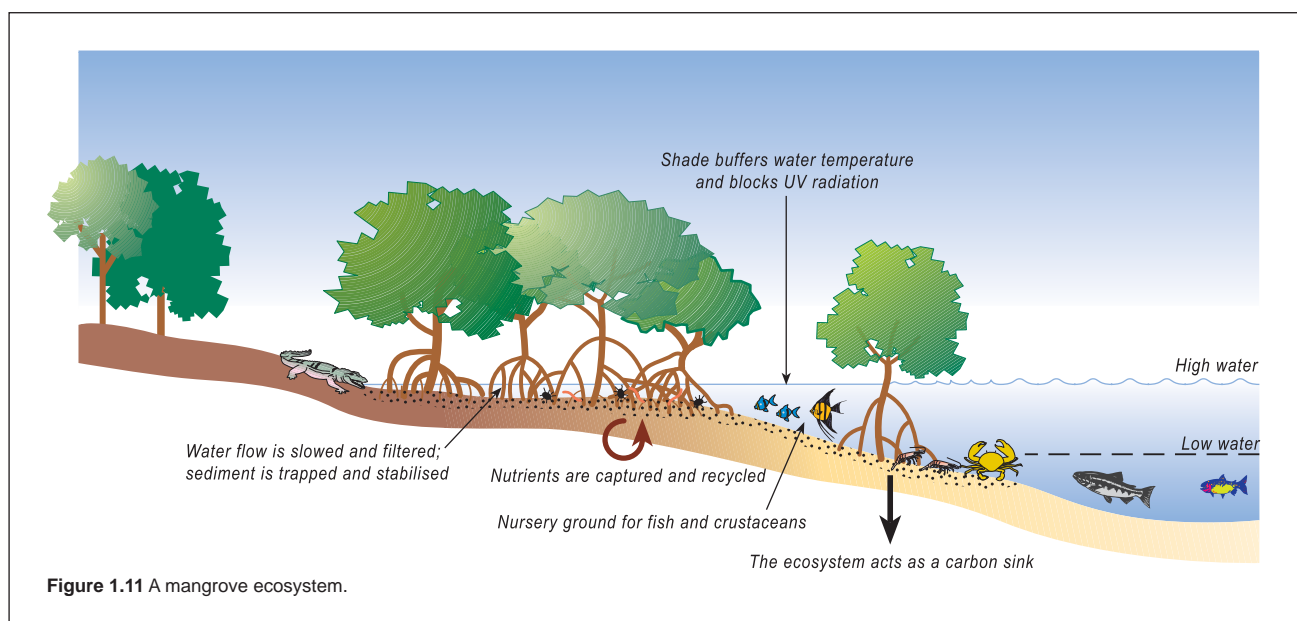 Shade buffers water temperature
and blocks UV radiation
High water
Low water
Water flow is slowed and filtered;
sediment is trapped and stabilised
Nutrients are captured and recycled
Nursery ground for fish and crustaceans
The ecosystem acts as a carbon sink
Figure 1.11 A mangrove ecosystem.